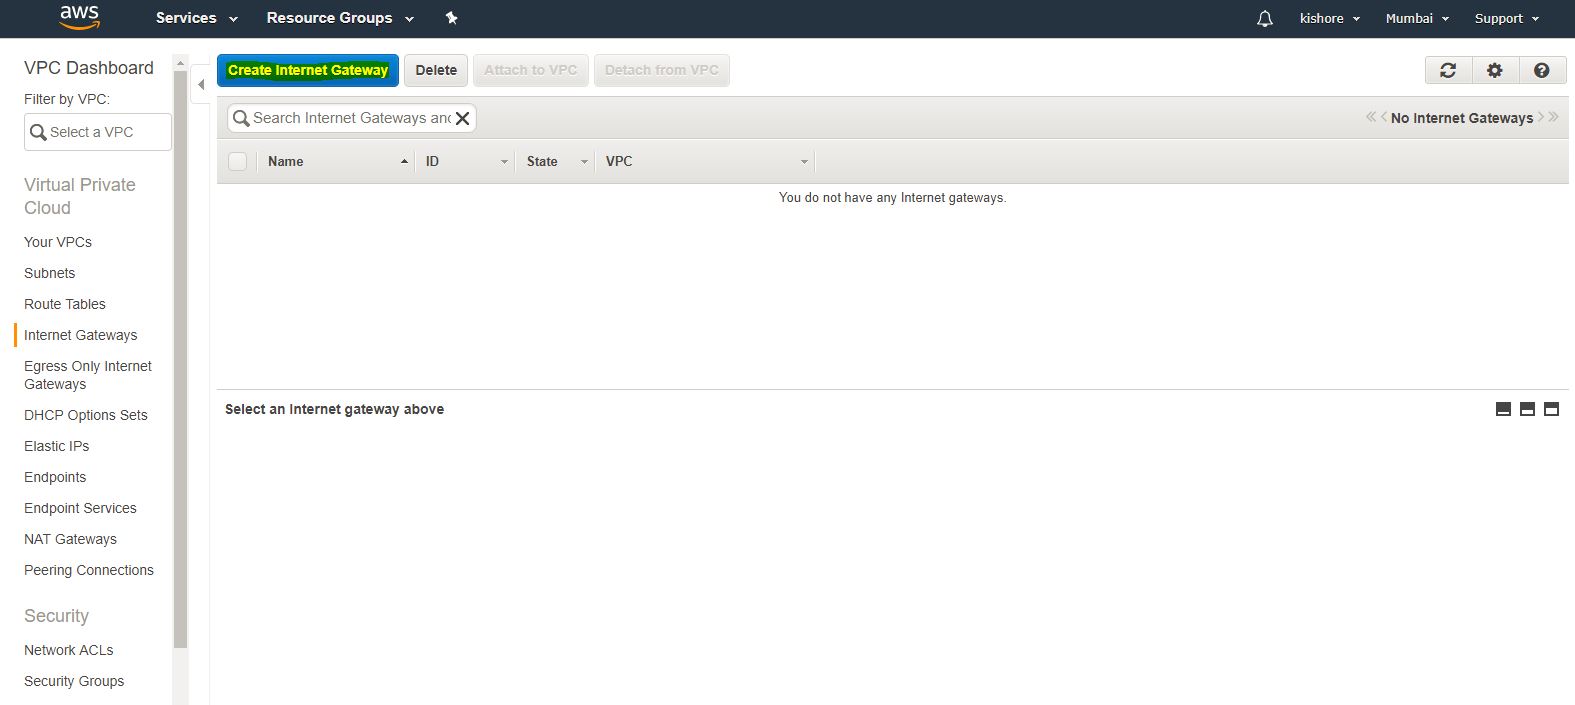 aws Services Resource Groups kishore Mumbai Support
VPC Dashboard
Filter by VPC:
Select a VPC
Virtual Private
Cloud
Your VPCs
Subnets
Route Tables
Internet Gateways
Egress Only Internet
Gateways
DHCP Options Sets
Elastic IPs
Endpoints
Endpoint Services
NAT Gateways
Peering Connections
Security
Network ACLs
Security Groups
Create Internet Gateway Delete Attach to VPC Detach from VPC
Search Internet Gateways and No Internet Gateways
Name ID State VPC
You do not have any Internet gateways.
Select an Internet gateway above